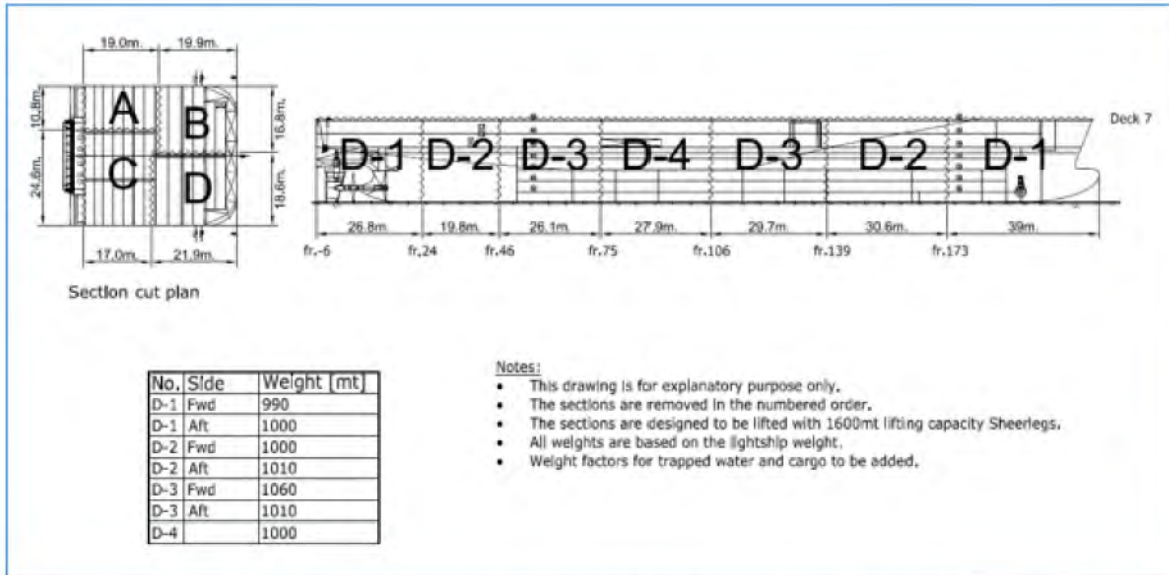 19.0m. 19.9m.
10.8m.
24.6m.
A
B
C
D
16.8m.
18.6m.
17.0m. 21.9m.
Section cut plan
Deck 7
D-1 D-2 D-3 D-4 D-3 D-2 D-1
26.8m. 19.8m. 26.1m. 27.9m. 29.7m. 30.6m. 39m.
fr.-6 fr.24 fr.46 fr.75 fr.106 fr.139 fr.173
No. Side Weight [mt]
D-1 Fwd 990
D-1 Aft 1000
D-2 Fwd 1000
D-2 Aft 1010
D-3 Fwd 1060
D-3 Aft 1010
D-4 1000
Notes:
• This drawing is for explanatory purpose only.
• The sections are removed in the numbered order.
• The sections are designed to be lifted with 1600mt lifting capacity Sheerlegs.
• All weights are based on the lightship weight.
• Weight factors for trapped water and cargo to be added.